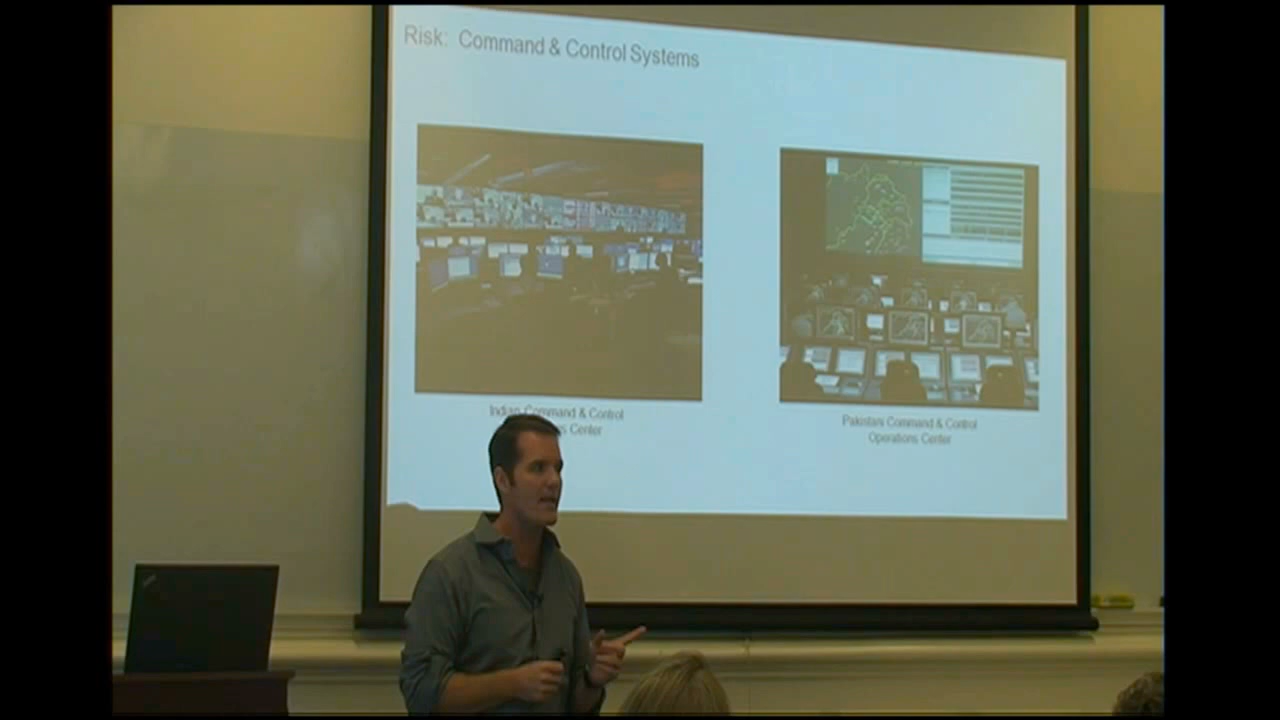 Risk: Command & Control Systems
Indian Command & Control
Center
Pakistani Command & Control
Operations Center